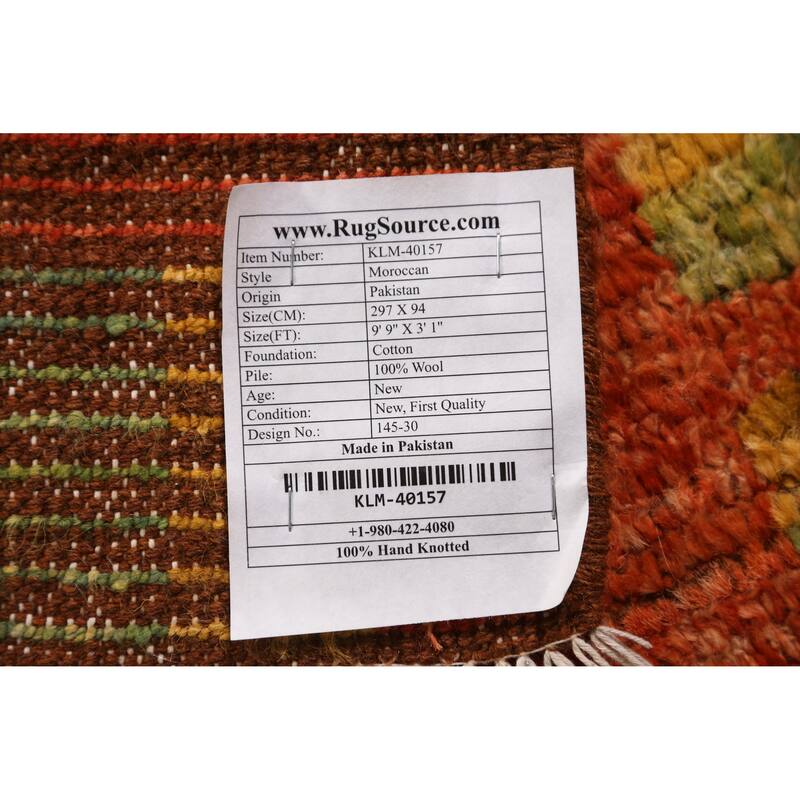 www.RugSource.com
Item Number: KLM-40157
Style Moroccan
Origin Pakistan
Size(CM): 297 X 94
Size(FT): 9' 9" X 3' 1"
Foundation: Cotton
Pile: 100% Wool
Age: New
Condition: New, First Quality
Design No.: 145-30
Made in Pakistan
KLM-40157
+1-980-422-4080
100% Hand Knotted